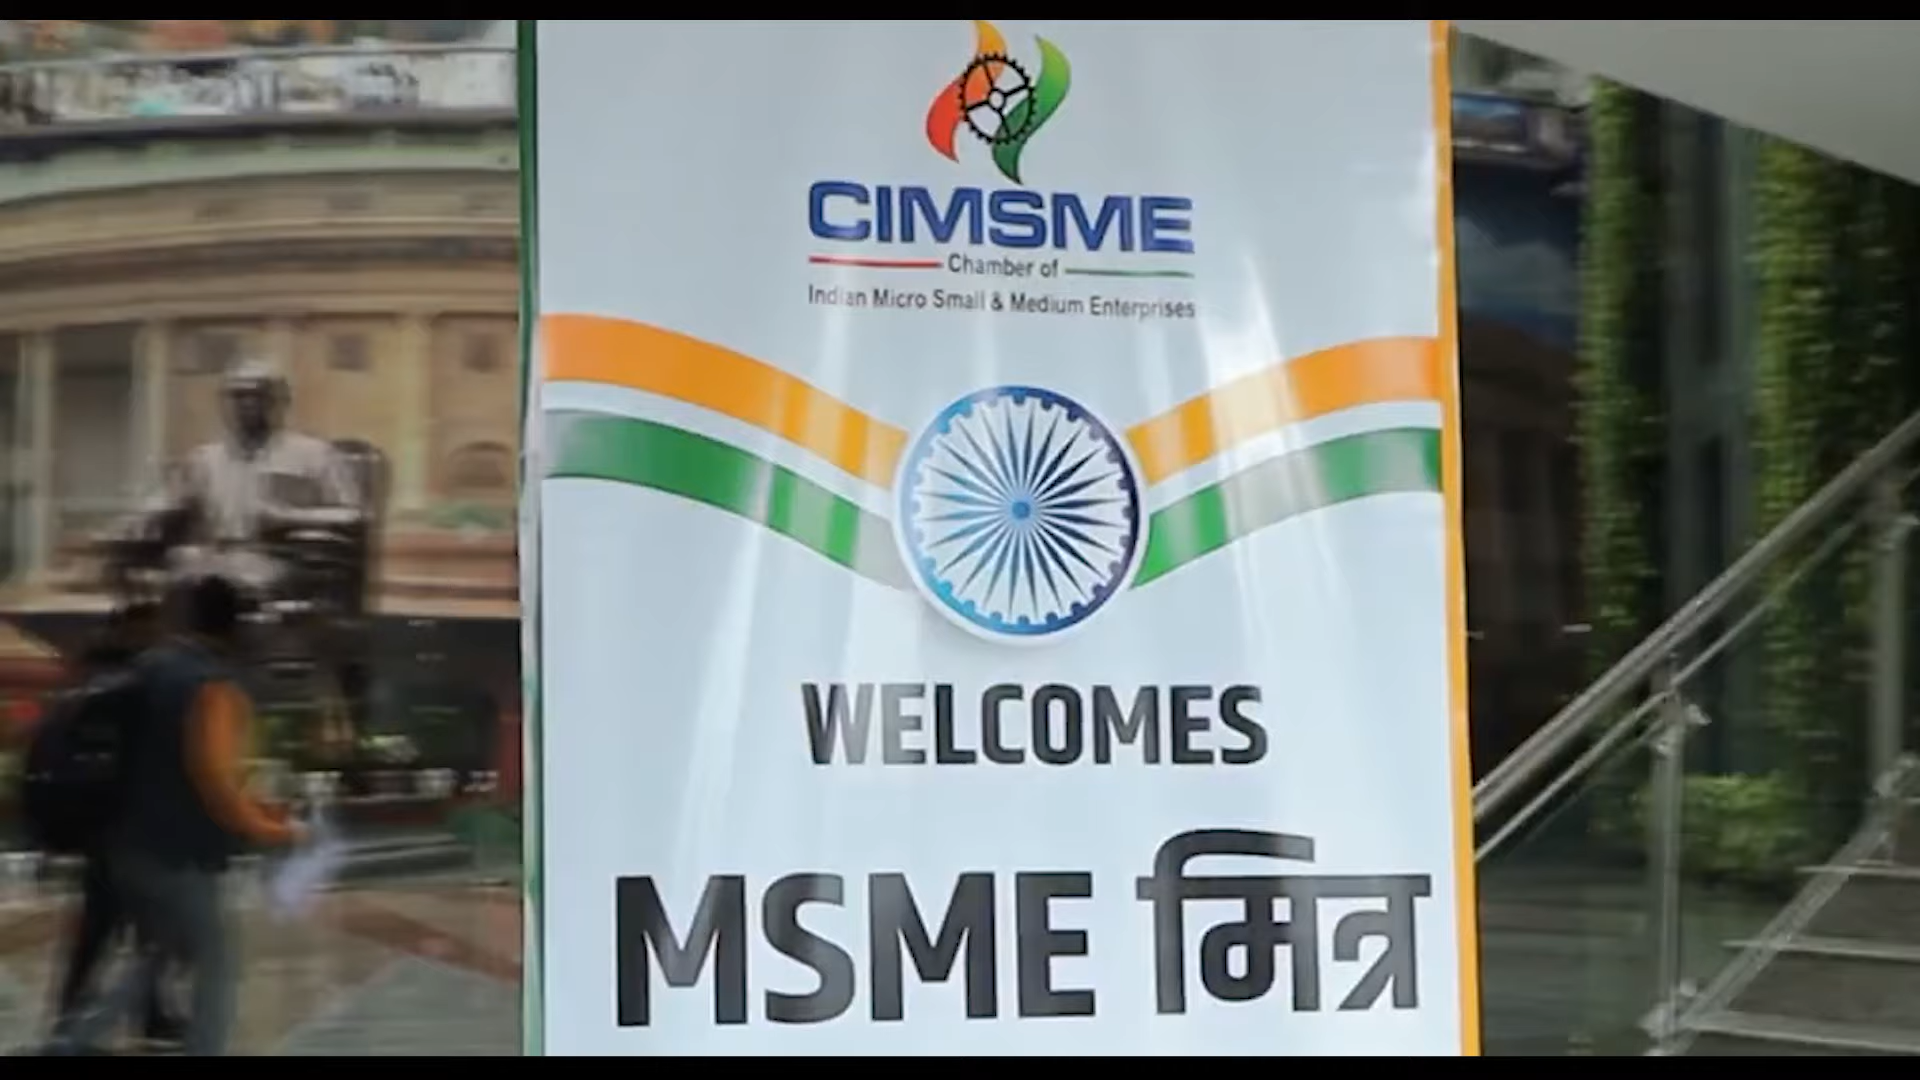 CIMSME
Chamber of
Indian Micro Small & Medium Enterprises
WELCOMES
MSME मित्र